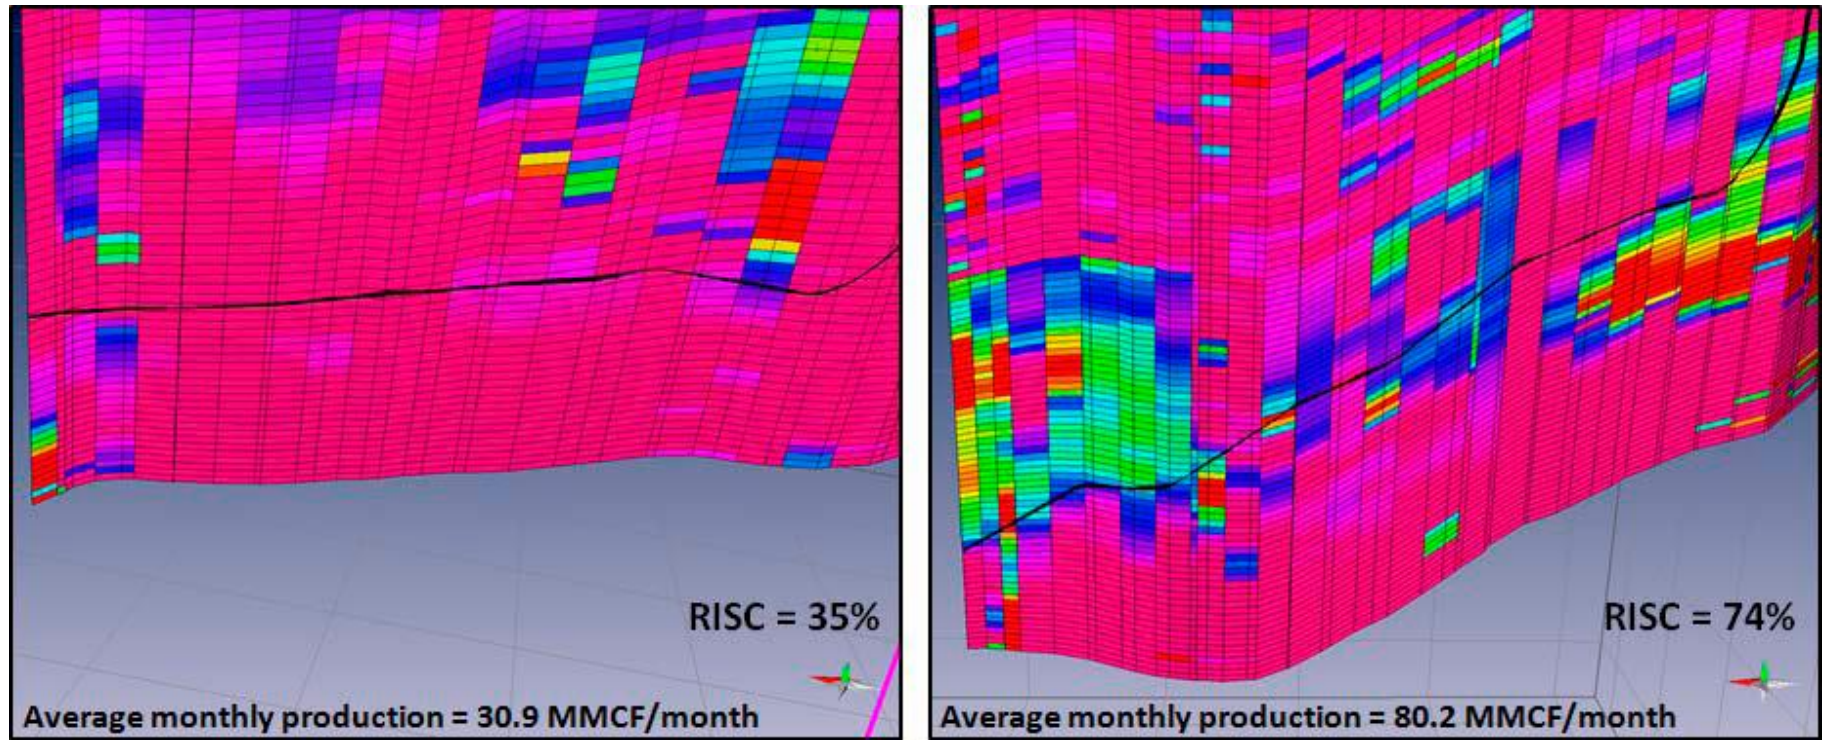 RISC = 35%
Average monthly production = 30.9 MMCF/month
RISC = 74%
Average monthly production = 80.2 MMCF/month